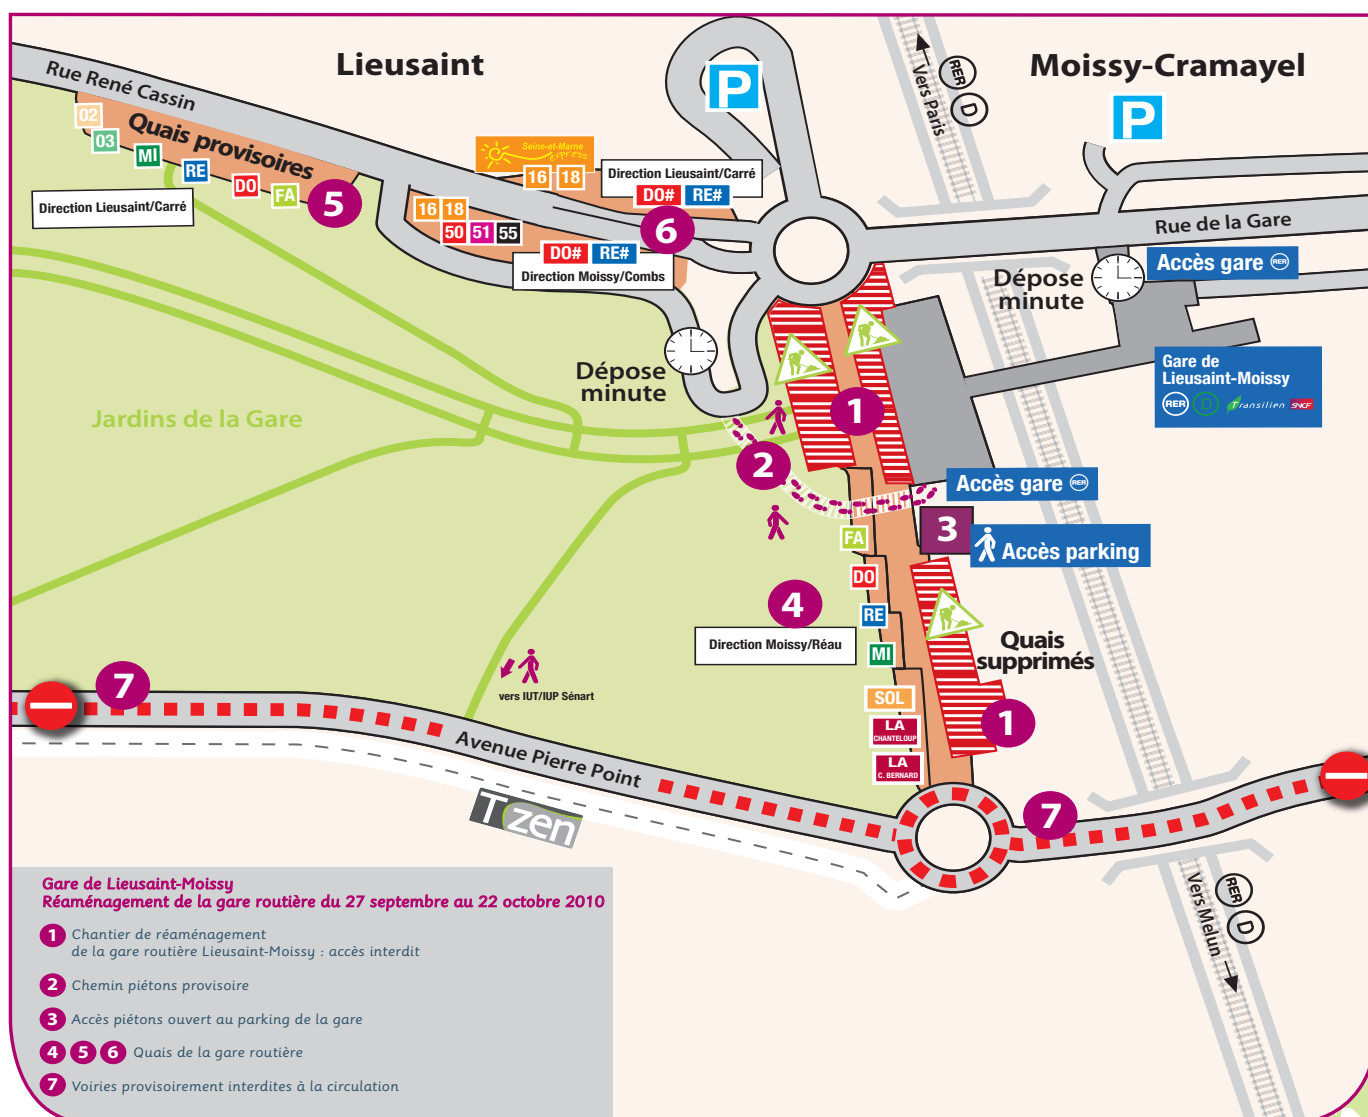 Lieusaint
Moissy-Cramayel
Rue René Cassin
P
P
Vers Paris
RER
D
02
03
MI
RE
DO
FA
Quais provisoires
5
Direction Lieusaint/Carré
Seine-et-Marne
express
16 18
Direction Lieusaint/Carré
DO# RE#
6
16 18
50 51 55
DO# RE#
Direction Moissy/Combs
Rue de la Gare
Accès gare RER
Dépose
minute
Dépose
minute
Gare de
Lieusaint-Moissy
RER D Transilien SNCF
Jardins de la Gare
1
2
Accès gare RER
3
Accès parking
FA
DO
RE
MI
4
Direction Moissy/Réau
Quais
supprimés
SOL
LA
CHANTELOUP
LA
C. BERNARD
1
vers IUT/IUP Sénart
7
Avenue Pierre Point
7
T zen
Vers Melun
RER
D
Gare de Lieusaint-Moissy
Réaménagement de la gare routière du 27 septembre au 22 octobre 2010
1 Chantier de réaménagement
de la gare routière Lieusaint-Moissy : accès interdit
2 Chemin piétons provisoire
3 Accès piétons ouvert au parking de la gare
4 5 6 Quais de la gare routière
7 Voiries provisoirement interdites à la circulation